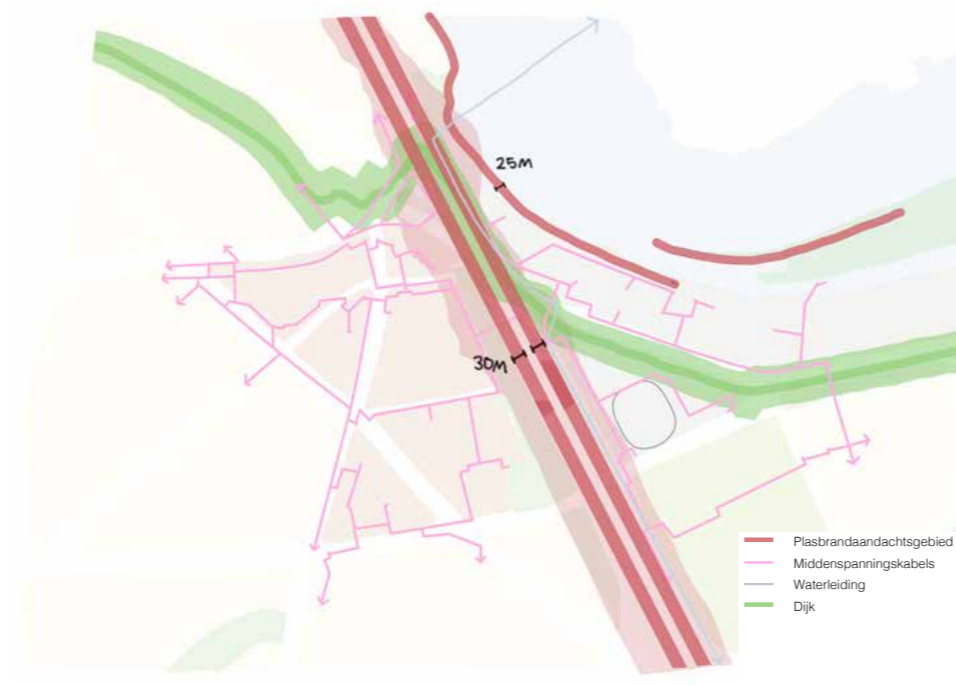 25M
30M
Plasbrandaandachtsgebied
Middenspanningskabels
Waterleiding
Dijk